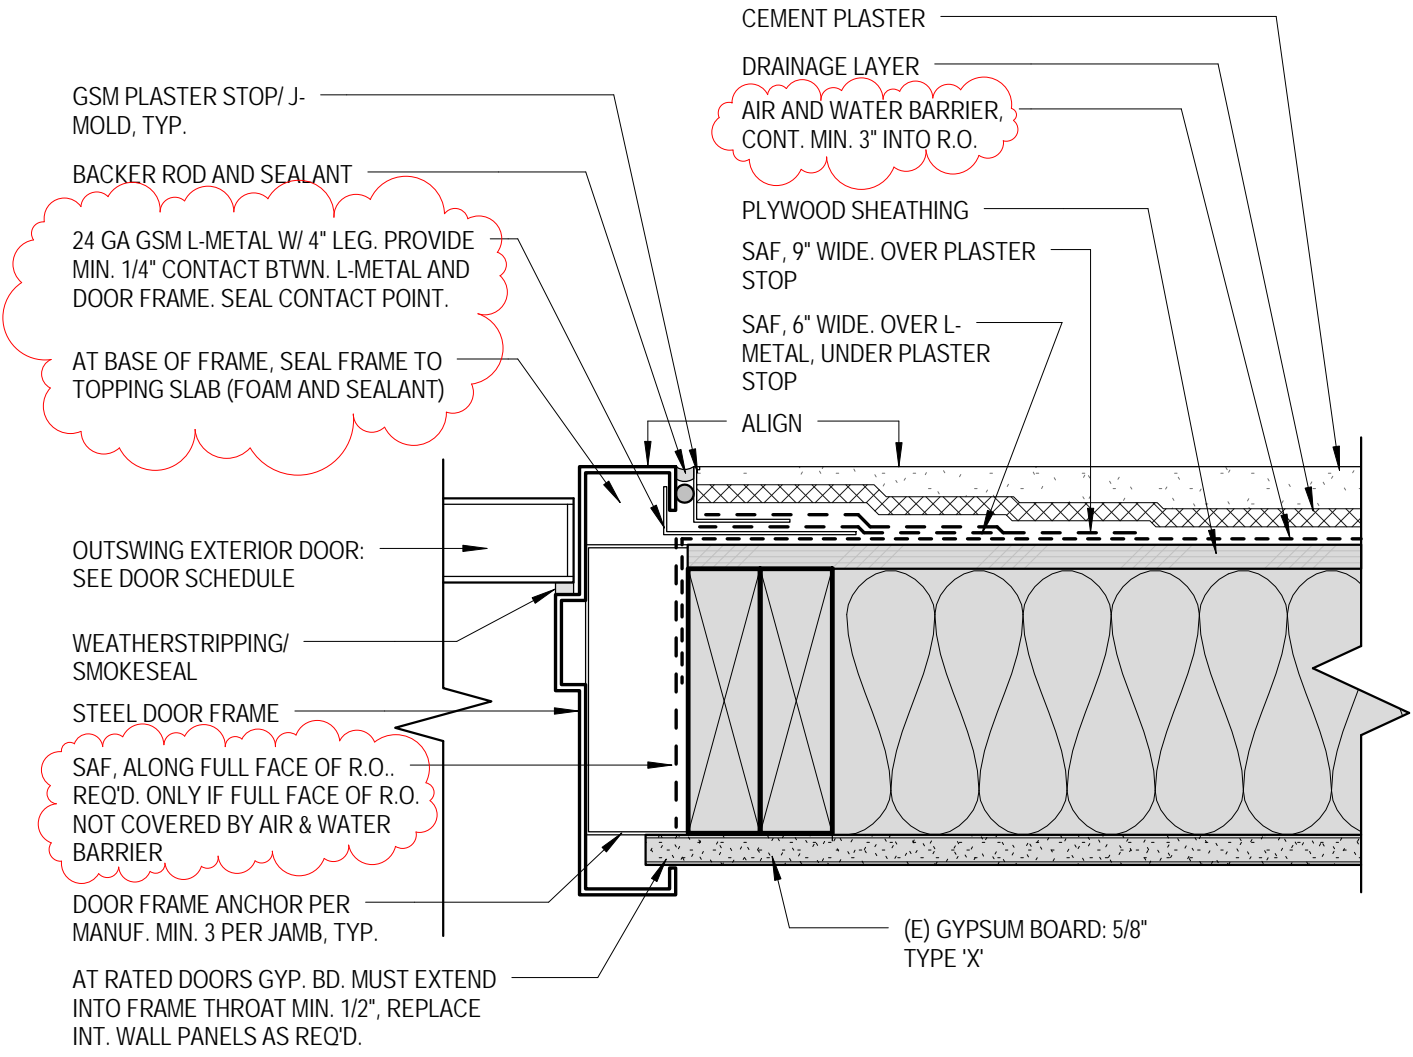 CEMENT PLASTER
DRAINAGE LAYER
AIR AND WATER BARRIER,
CONT. MIN. 3" INTO R.O.
PLYWOOD SHEATHING
SAF, 9" WIDE. OVER PLASTER
STOP
SAF, 6" WIDE. OVER L-
METAL, UNDER PLASTER
STOP
ALIGN
GSM PLASTER STOP/ J-
MOLD, TYP.
BACKER ROD AND SEALANT
24 GA GSM L-METAL W/ 4" LEG. PROVIDE
MIN. 1/4" CONTACT BTWN. L-METAL AND
DOOR FRAME. SEAL CONTACT POINT.
AT BASE OF FRAME, SEAL FRAME TO
TOPPING SLAB (FOAM AND SEALANT)
OUTSWING EXTERIOR DOOR:
SEE DOOR SCHEDULE
WEATHERSTRIPPING/
SMOKESEAL
STEEL DOOR FRAME
SAF, ALONG FULL FACE OF R.O..
REQ'D. ONLY IF FULL FACE OF R.O.
NOT COVERED BY AIR & WATER
BARRIER
DOOR FRAME ANCHOR PER
MANUF. MIN. 3 PER JAMB, TYP.
AT RATED DOORS GYP. BD. MUST EXTEND
INTO FRAME THROAT MIN. 1/2", REPLACE
INT. WALL PANELS AS REQ'D.
(E) GYPSUM BOARD: 5/8"
TYPE 'X'